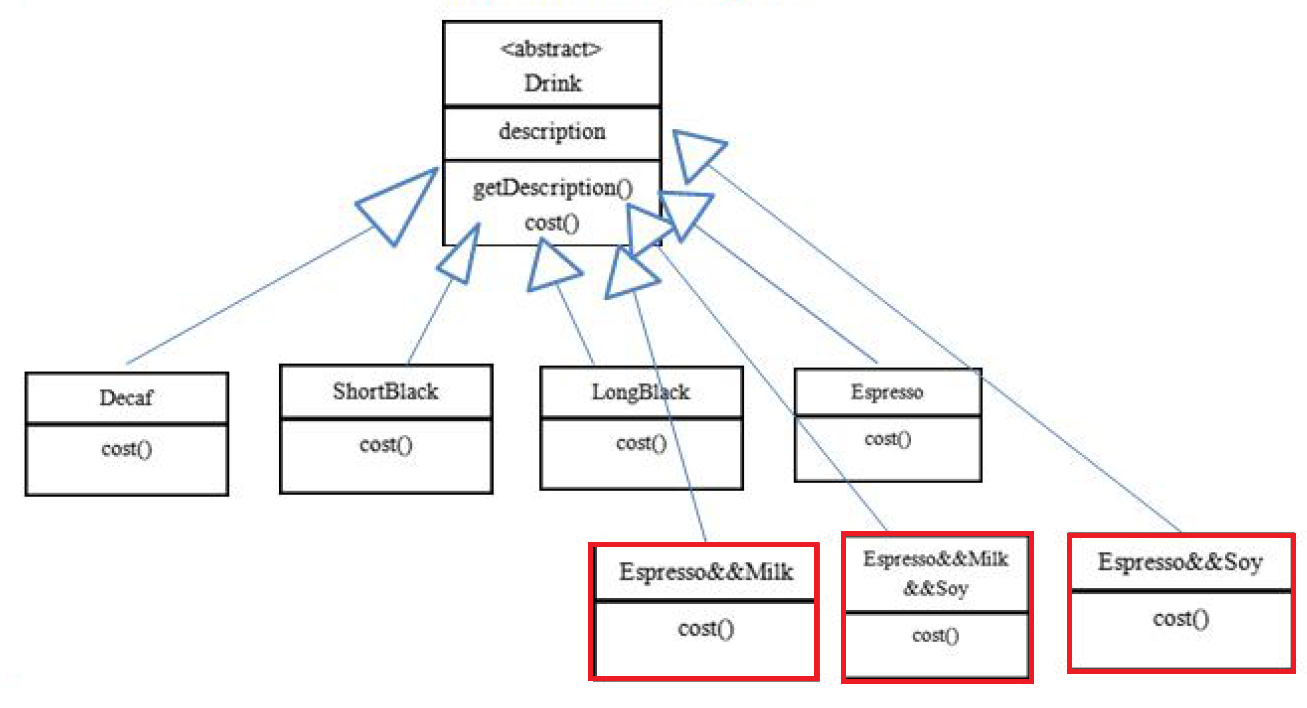 <abstract>
Drink
description
getDescription()
cost()
Decaf
cost()
ShortBlack
cost()
LongBlack
cost()
Espresso
cost()
Espresso&&Milk
cost()
Espresso&&Milk
&&Soy
cost()
Espresso&&Soy
cost()